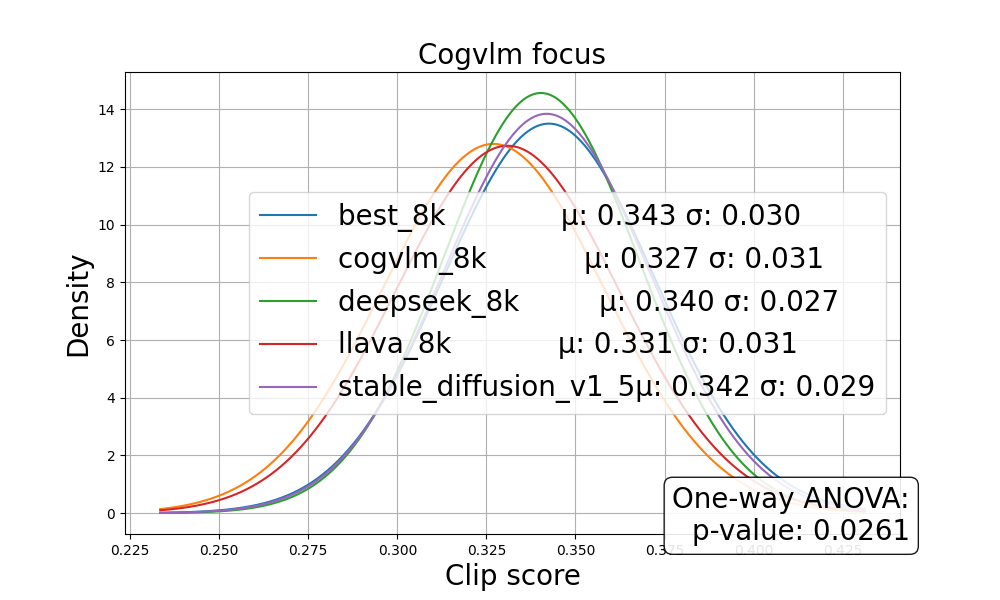 Cogvlm focus
Density
14
12
10
8
6
4
2
0
best_8k μ: 0.343 σ: 0.030
cogvlm_8k μ: 0.327 σ: 0.031
deepseek_8k μ: 0.340 σ: 0.027
llava_8k μ: 0.331 σ: 0.031
stable_diffusion_v1_5μ: 0.342 σ: 0.029
One-way ANOVA:
p-value: 0.0261
0.225 0.250 0.275 0.300 0.325 0.350 0.375 0.400 0.425
Clip score